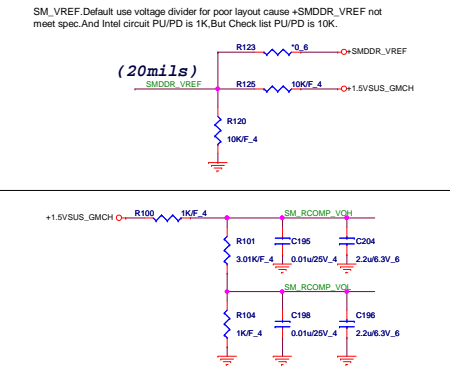 SM_VREF.Default use voltage divider for poor layout cause +SMDDR_VREF not
meet spec.And Intel circuit PU/PD is 1K,But Check list PU/PD is 10K.
R123 *0_6 +SMDDR_VREF
(20mils)
SMDDR_VREF R125 10K/F_4 +1.5VSUS_GMCH
R120
10K/F_4
+1.5VSUS_GMCH R100 1K/F_4 SM_RCOMP_VOH
R101 C195 C204
3.01K/F_4 0.01u/25V_4 2.2u/6.3V_6
SM_RCOMP_VOL
R104 C198 C196
1K/F_4 0.01u/25V_4 2.2u/6.3V_6